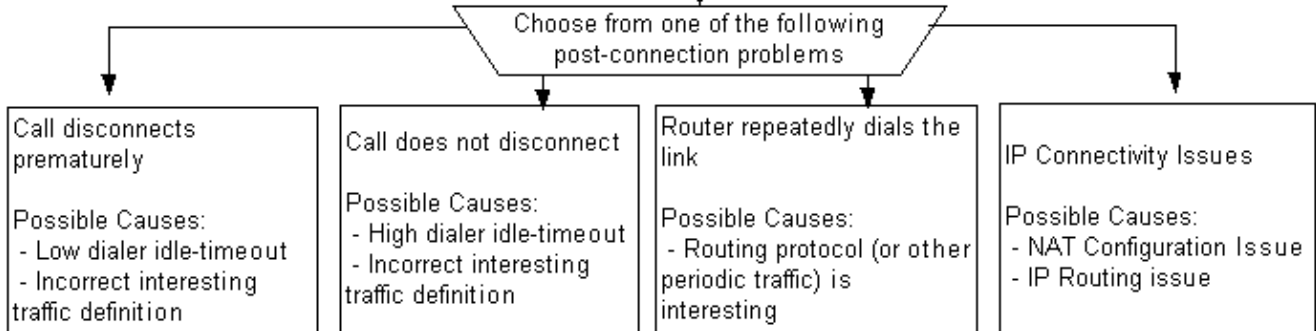 Choose from one of the following
post-connection problems
Call disconnects
prematurely
Possible Causes:
- Low dialer idle-timeout
- Incorrect interesting
traffic definition
Call does not disconnect
Possible Causes:
- High dialer idle-timeout
- Incorrect interesting
traffic definition
Router repeatedly dials the
link
Possible Causes:
- Routing protocol (or other
periodic traffic) is
interesting
IP Connectivity Issues
Possible Causes:
- NAT Configuration Issue
- IP Routing issue